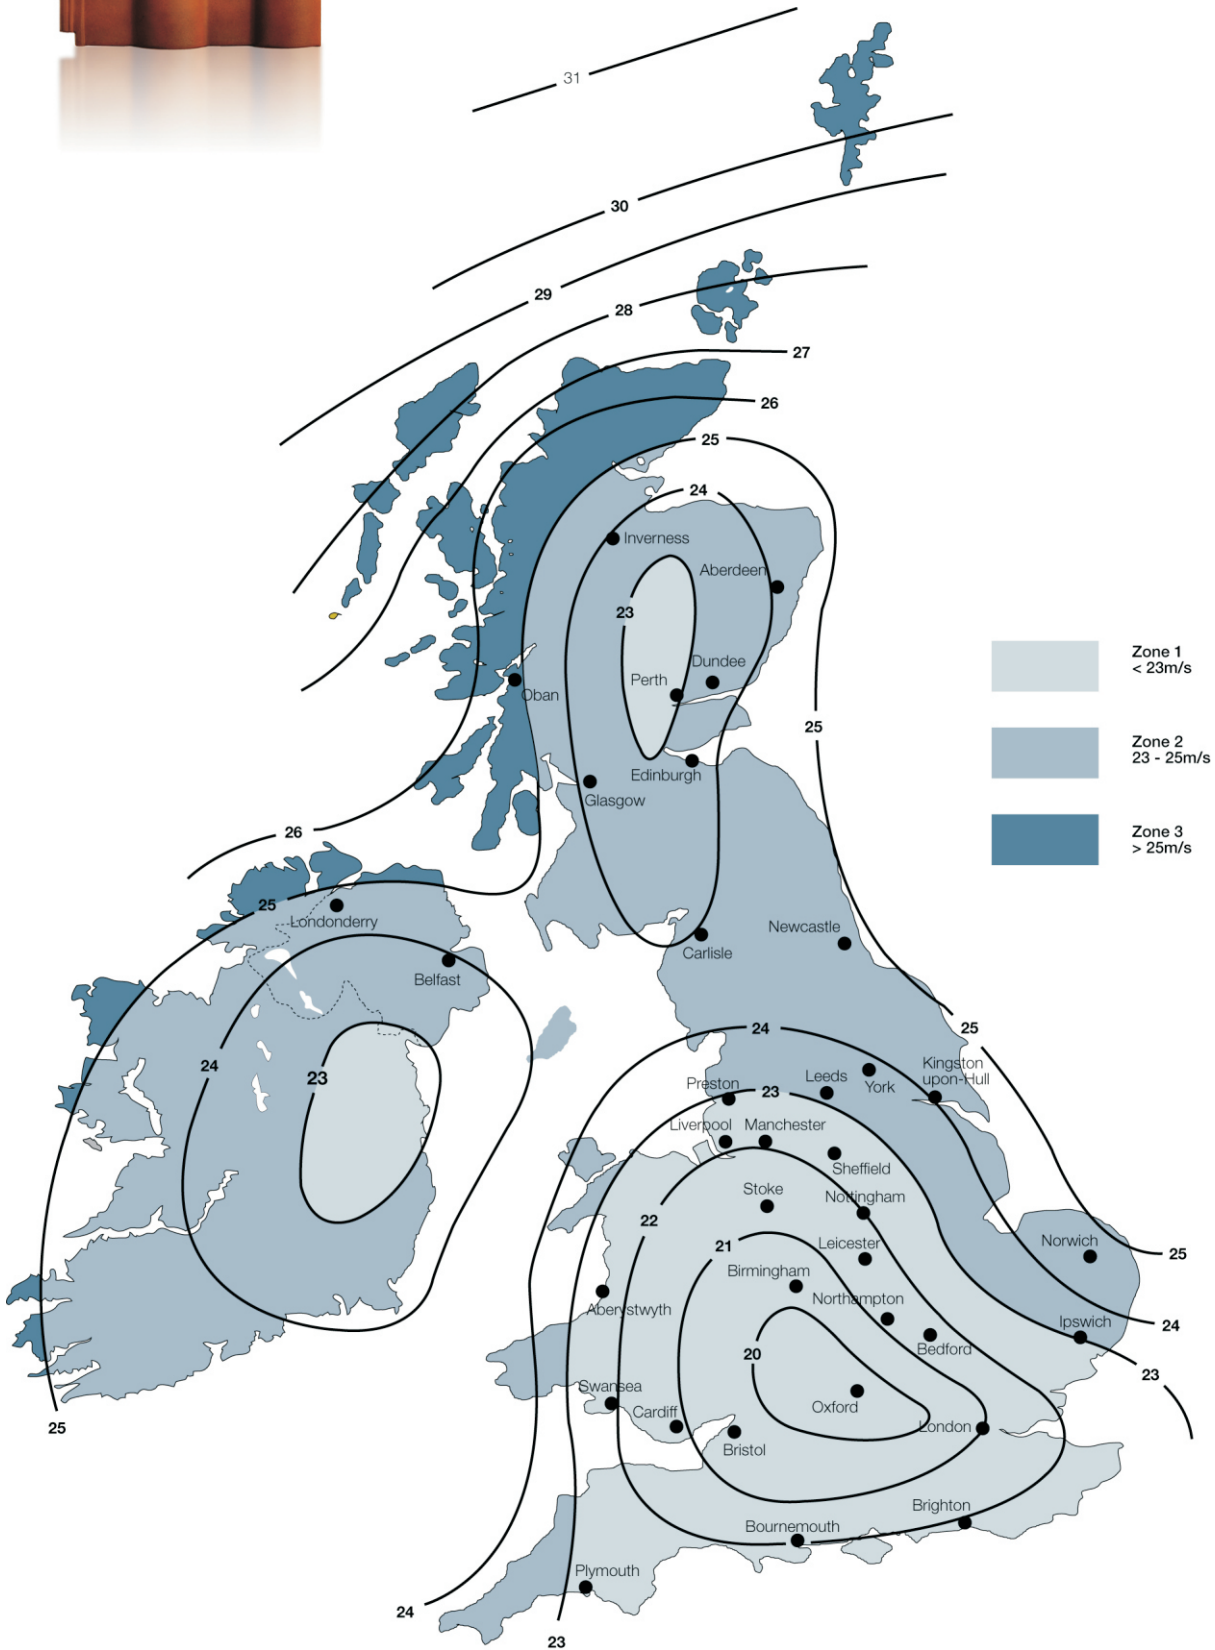 31
30
29
28
27
26
25
24
Inverness
Aberdeen
23
Dundee
Perth
Oban
25
Edinburgh
Glasgow
26
25
Londonderry
Newcastle
Carlisle
Belfast
24
25
24
23
Kingston
upon-Hull
York
Leeds
Preston
23
Liverpool
Manchester
Sheffield
Stoke
Nottingham
22
21
Leicester
Norwich
25
Birmingham
Northampton
Aberystwyth
Ipswich
24
Bedford
20
23
Swansea
Oxford
Cardiff
London
Bristol
25
Brighton
Bournemouth
Plymouth
24
23
Zone 1
< 23m/s
Zone 2
23 - 25m/s
Zone 3
> 25m/s